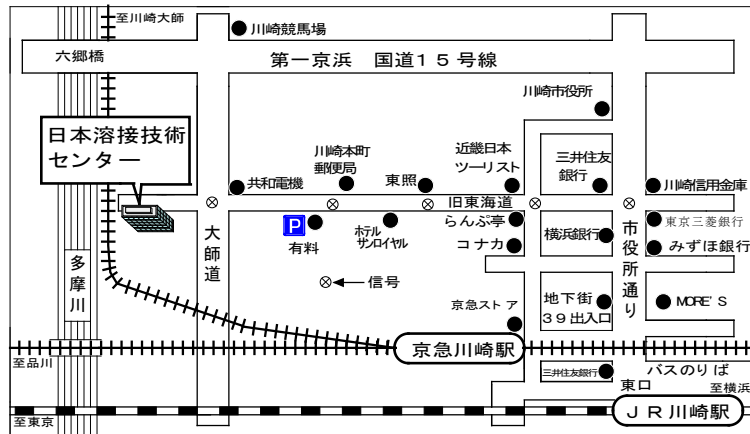 至川崎大師
川崎競馬場
六郷橋
第一京浜 国道15号線
川崎市役所
日本溶接技術
センター
川崎本町
郵便局
東照
近畿日本
ツーリスト
三井住友
銀行
共和電機
川崎信用金庫
旧東海道
P
有料
ホテル
サンロイヤル
らんぷ亭
コナカ
横浜銀行
東京三菱銀行
みずほ銀行
大師道
市役所通り
多摩川
信号
京急スト ア
地下街
39出入口
MORE'S
京急川崎駅
至品川
三井住友銀行
バスのりば
東口
至横浜
至東京
JR川崎駅